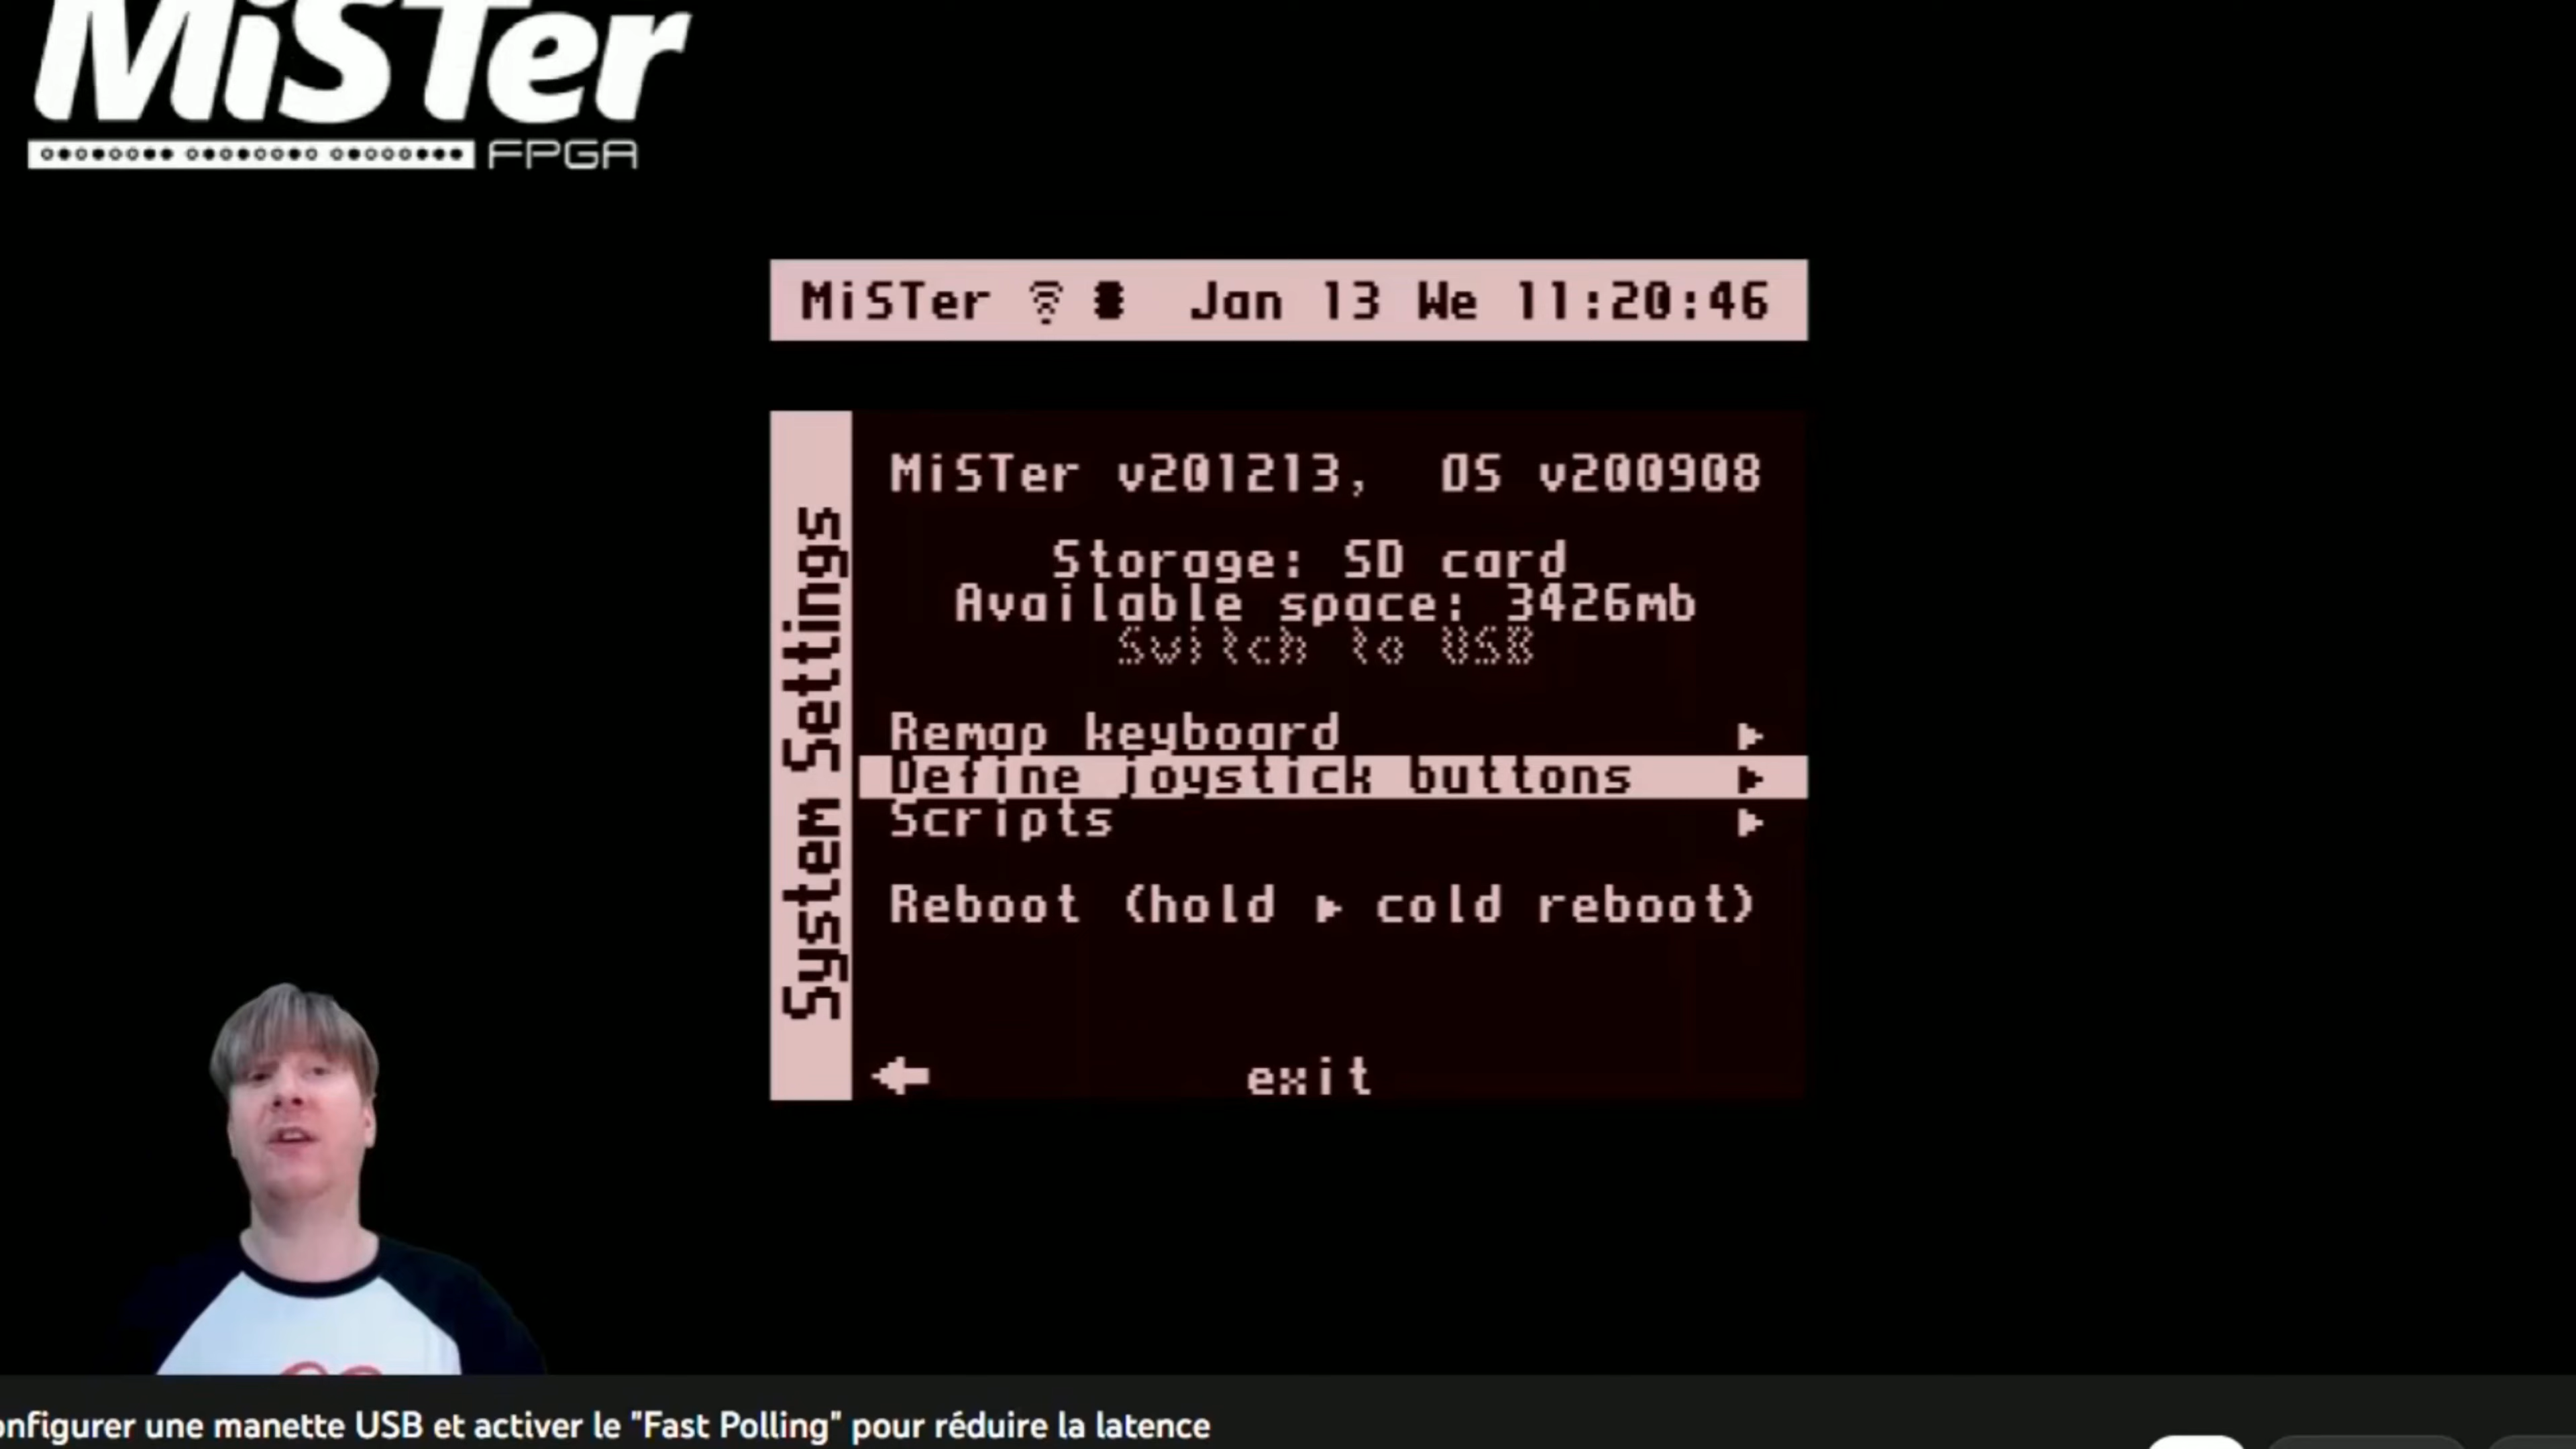 MiSTer
FPGA
MiSTer Jan 13 We 11:20:46
System Settings
MiSTer v201213, OS v200908
Storage: SD card
Available space: 3426mb
Switch to USB
Remap keyboard
Define joystick buttons
Scripts
Reboot (hold ▶ cold reboot)
exit
onfigurer une manette USB et activer le "Fast Polling" pour réduire la latence